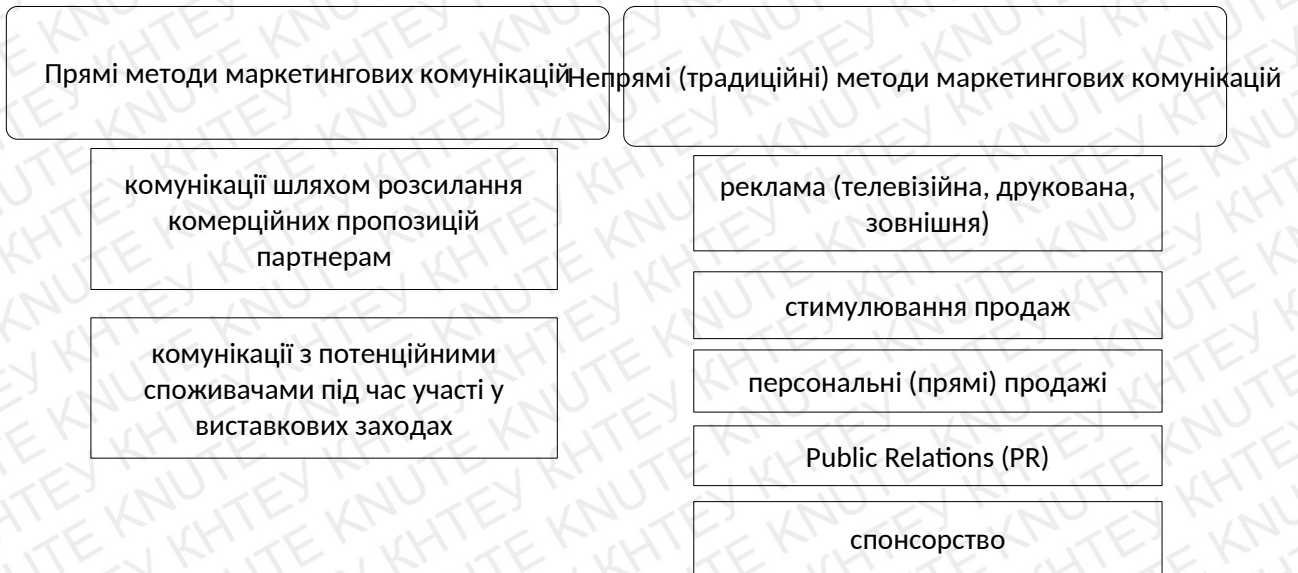 Прямі методи маркетингових комунікацій
комунікації шляхом розсилання
комерційних пропозицій
партнерам
комунікації з потенційними
споживачами під час участі у
виставкових заходах
Непрямі (традиційні) методи маркетингових комунікацій
реклама (телевізійна, друкована,
зовнішня)
стимулювання продаж
персональні (прямі) продажі
Public Relations (PR)
спонсорство